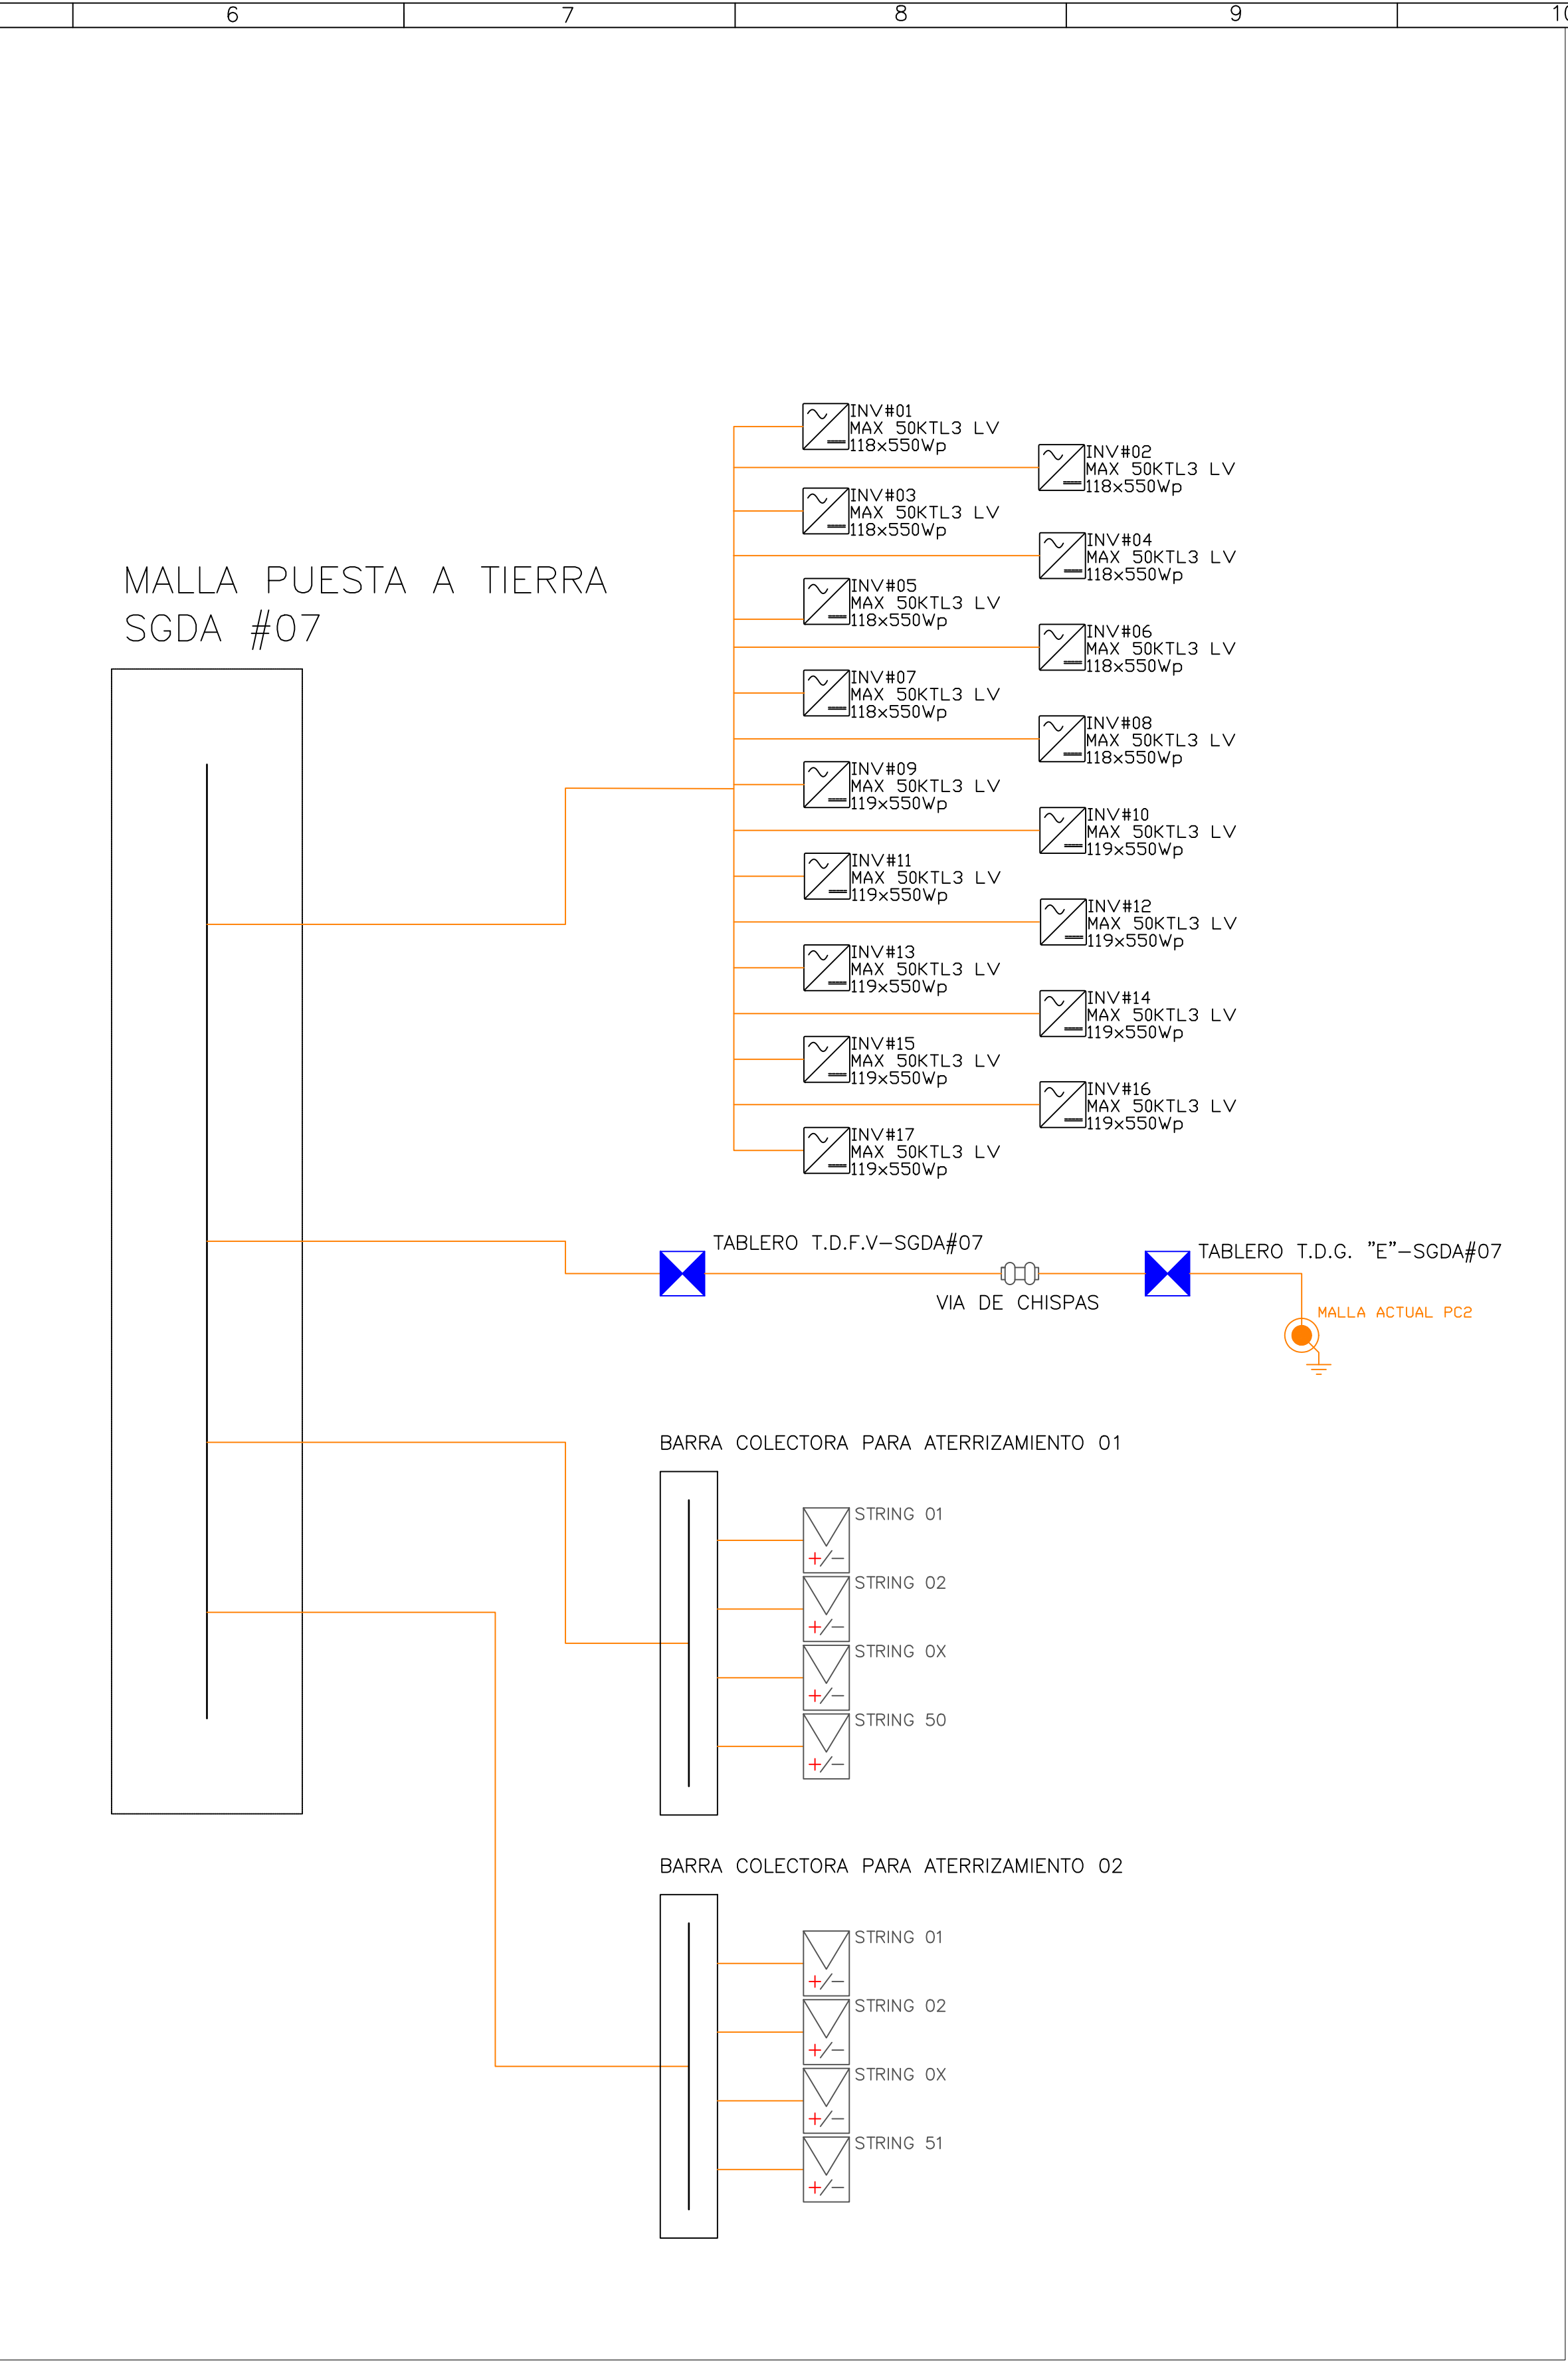 6
7
8
9
10
MALLA PUESTA A TIERRA
SGDA #07
INV#01
MAX 50KTL3 LV
118x550Wp
INV#02
MAX 50KTL3 LV
118x550Wp
INV#03
MAX 50KTL3 LV
118x550Wp
INV#04
MAX 50KTL3 LV
118x550Wp
INV#05
MAX 50KTL3 LV
118x550Wp
INV#06
MAX 50KTL3 LV
118x550Wp
INV#07
MAX 50KTL3 LV
118x550Wp
INV#08
MAX 50KTL3 LV
118x550Wp
INV#09
MAX 50KTL3 LV
119x550Wp
INV#10
MAX 50KTL3 LV
119x550Wp
INV#11
MAX 50KTL3 LV
119x550Wp
INV#12
MAX 50KTL3 LV
119x550Wp
INV#13
MAX 50KTL3 LV
119x550Wp
INV#14
MAX 50KTL3 LV
119x550Wp
INV#15
MAX 50KTL3 LV
119x550Wp
INV#16
MAX 50KTL3 LV
119x550Wp
INV#17
MAX 50KTL3 LV
119x550Wp
TABLERO T.D.F.V-SGDA#07
VIA DE CHISPAS
TABLERO T.D.G. "E"-SGDA#07
MALLA ACTUAL PC2
BARRA COLECTORA PARA ATERRIZAMIENTO 01
STRING 01
+/-
STRING 02
+/-
STRING 0X
+/-
STRING 50
+/-
BARRA COLECTORA PARA ATERRIZAMIENTO 02
STRING 01
+/-
STRING 02
+/-
STRING 0X
+/-
STRING 51
+/-